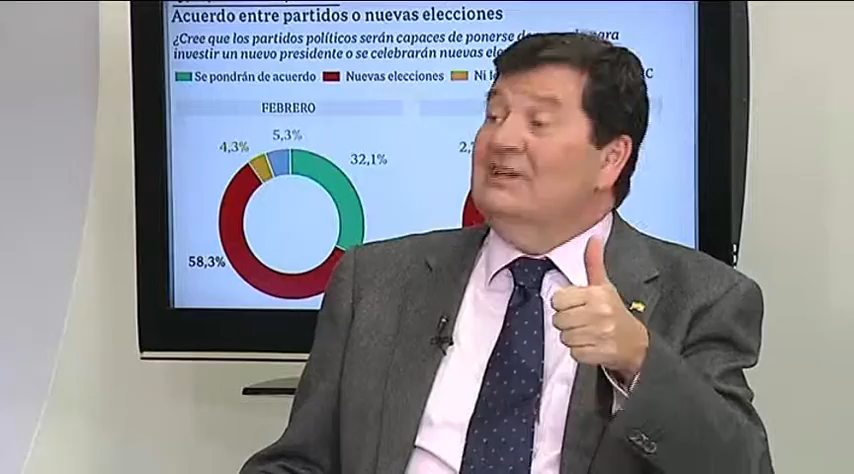 Acuerdo entre partidos o nuevas elecciones
¿Cree que los partidos políticos serán capaces de ponerse de para
investir un nuevo presidente o se celebrarán nuevas
Se pondrán de acuerdo Nuevas elecciones
FEBRERO
5,3%
4,3%
32,1%
58,3%